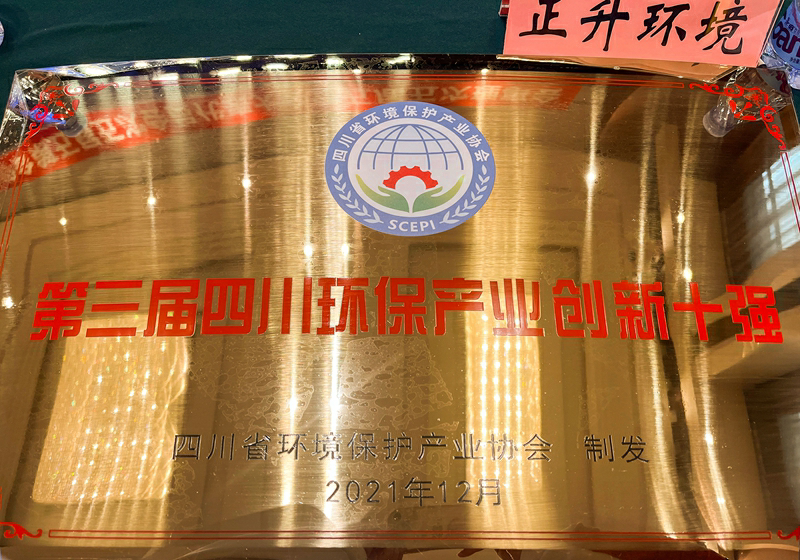 正升环境
四川省环境保护产业协会
SCEPI
第三届四川环保产业创新十强
四川省环境保护产业协会 制发
2021年12月